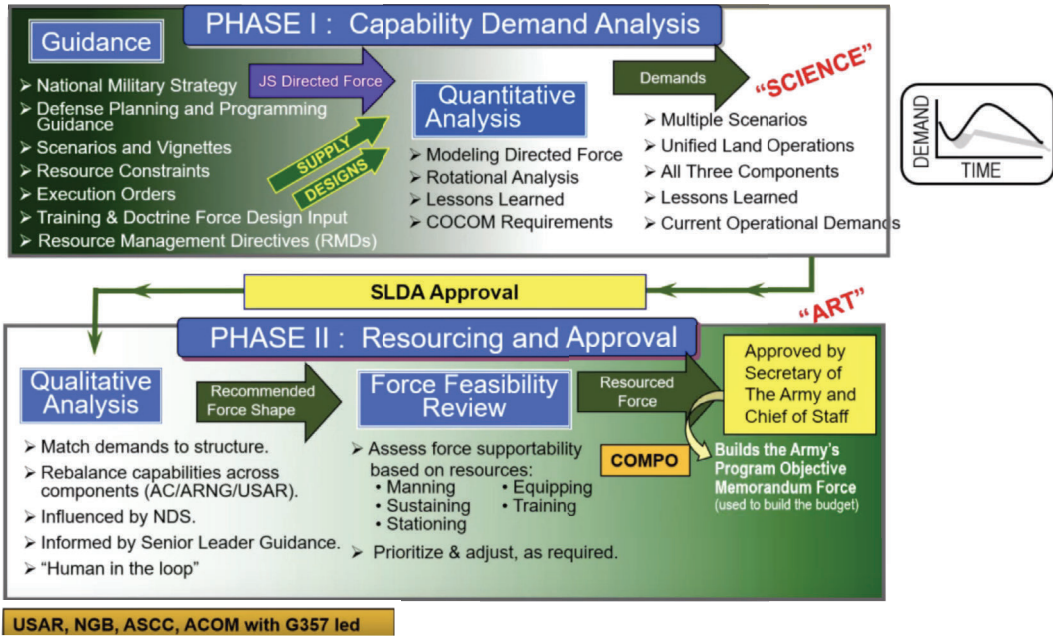 PHASE I : Capability Demand Analysis
Guidance
➢ National Military Strategy
➢ Defense Planning and Programming
Guidance
➢ Scenarios and Vignettes
➢ Resource Constraints
➢ Execution Orders
➢ Training & Doctrine Force Design Input
➢ Resource Management Directives (RMDs)
JS Directed Force
SUPPLY
DESIGNS
Quantitative
Analysis
➢ Modeling Directed Force
➢ Rotational Analysis
➢ Lessons Learned
➢ COCOM Requirements
Demands
"SCIENCE"
➢ Multiple Scenarios
➢ Unified Land Operations
➢ All Three Components
➢ Lessons Learned
➢ Current Operational Demands
DEMAND
TIME
SLDA Approval
"ART"
PHASE II : Resourcing and Approval
Qualitative
Analysis
➢ Match demands to structure.
➢ Rebalance capabilities across
components (AC/ARNG/USAR).
➢ Influenced by NDS.
➢ Informed by Senior Leader Guidance.
➢ "Human in the loop"
Recommended
Force Shape
Force Feasibility
Review
➢ Assess force supportability
based on resources:
• Manning • Equipping
• Sustaining • Training
• Stationing
➢ Prioritize & adjust, as required.
Resourced
Force
COMPO
Approved by
Secretary of
The Army and
Chief of Staff
Builds the Army's
Program Objective
Memorandum Force
(used to build the budget)
USAR, NGB, ASCC, ACOM with G357 led